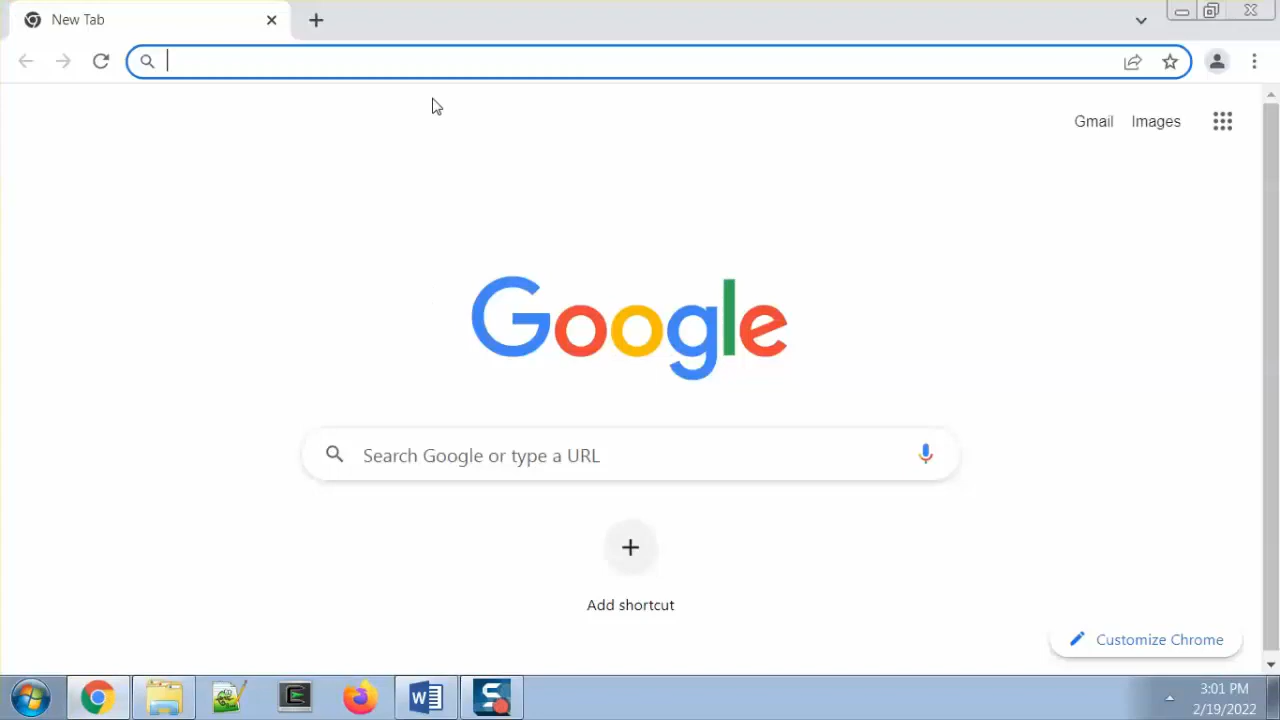 New Tab
Gmail Images
Google
Search Google or type a URL
Add shortcut
Customize Chrome
3:01 PM
2/19/2022